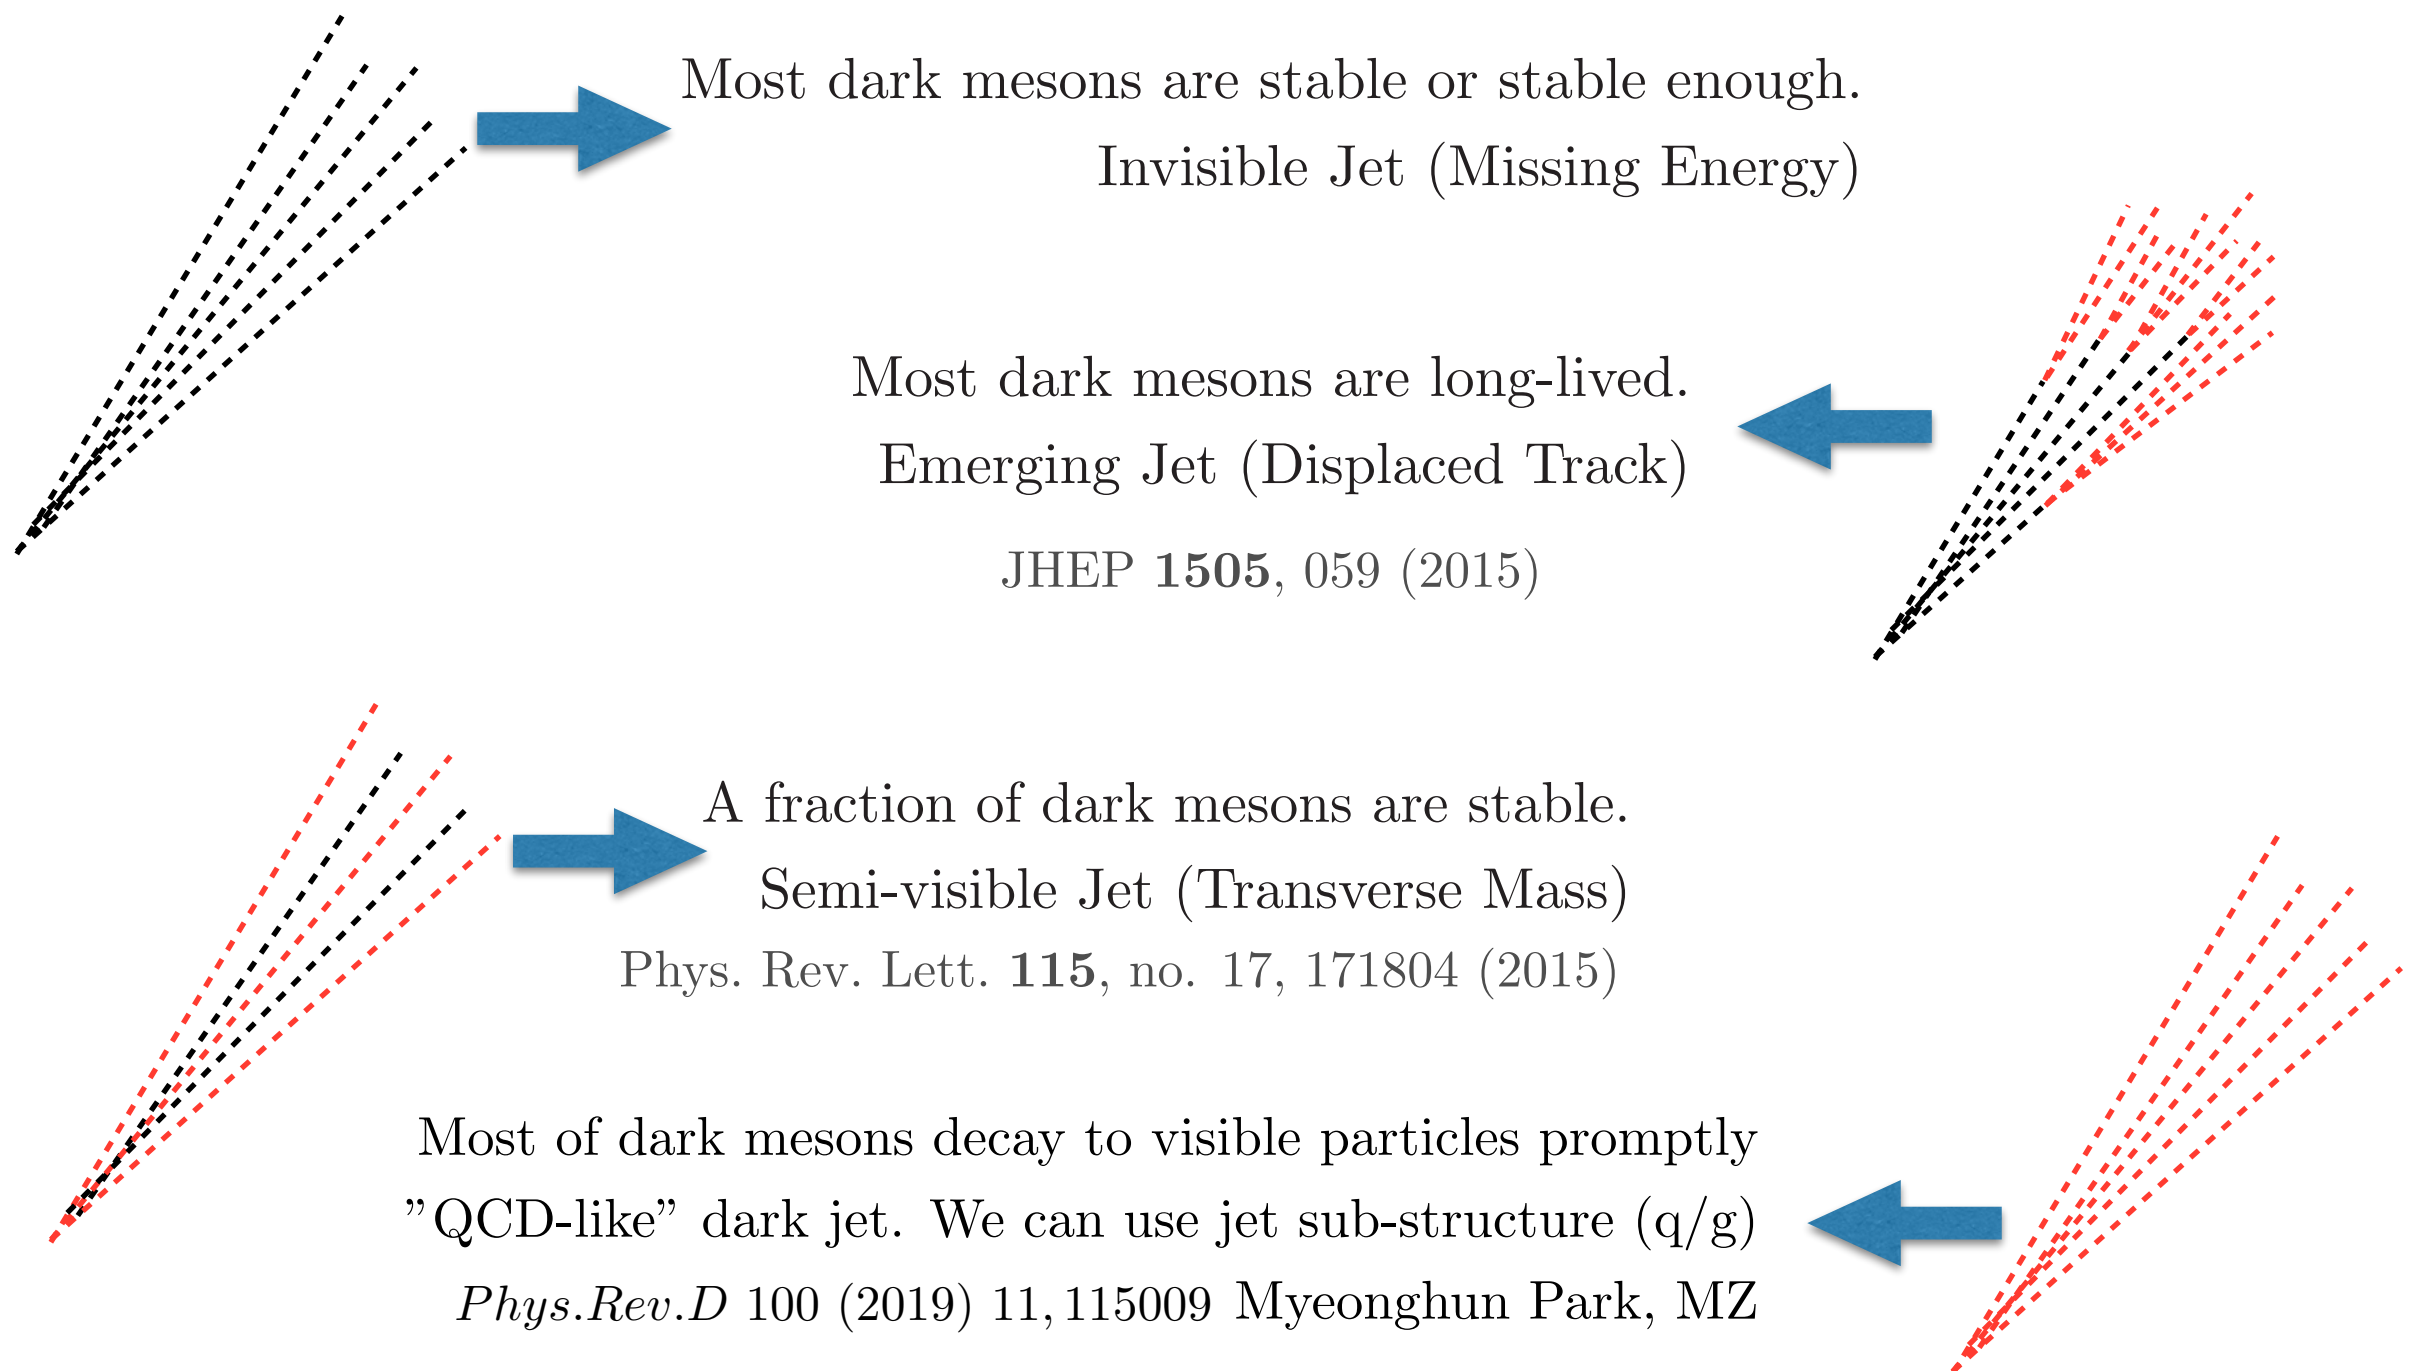 Most dark mesons are stable or stable enough.
Invisible Jet (Missing Energy)
Most dark mesons are long-lived.
Emerging Jet (Displaced Track)
JHEP 1505, 059 (2015)
A fraction of dark mesons are stable.
Semi-visible Jet (Transverse Mass)
Phys. Rev. Lett. 115, no. 17, 171804 (2015)
Most of dark mesons decay to visible particles promptly
”QCD-like” dark jet. We can use jet sub-structure (q/g)
Phys.Rev.D 100 (2019) 11, 115009 Myeonghun Park, MZ